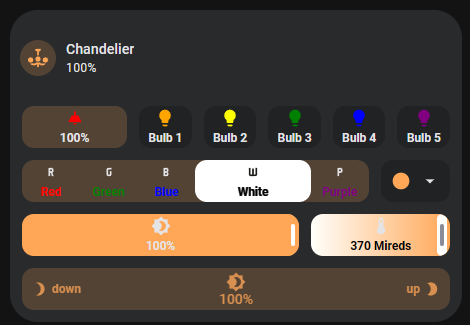 Chandelier
100%
100%
Bulb 1
Bulb 2
Bulb 3
Bulb 4
Bulb 5
R
G
B
W
P
Red
Green
Blue
White
Purple
100%
370 Mireds
down
100%
up